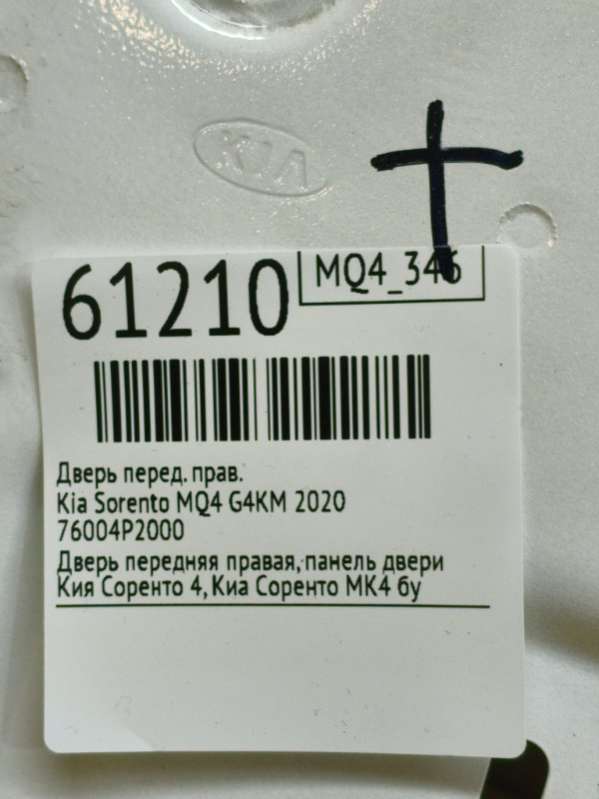 KIA
61210
MQ4_346
Дверь перед. прав.
Kia Sorento MQ4 G4KM 2020
76004P2000
Дверь передняя правая, панель двери
Кия Соренто 4, Киа Соренто МК4 бу